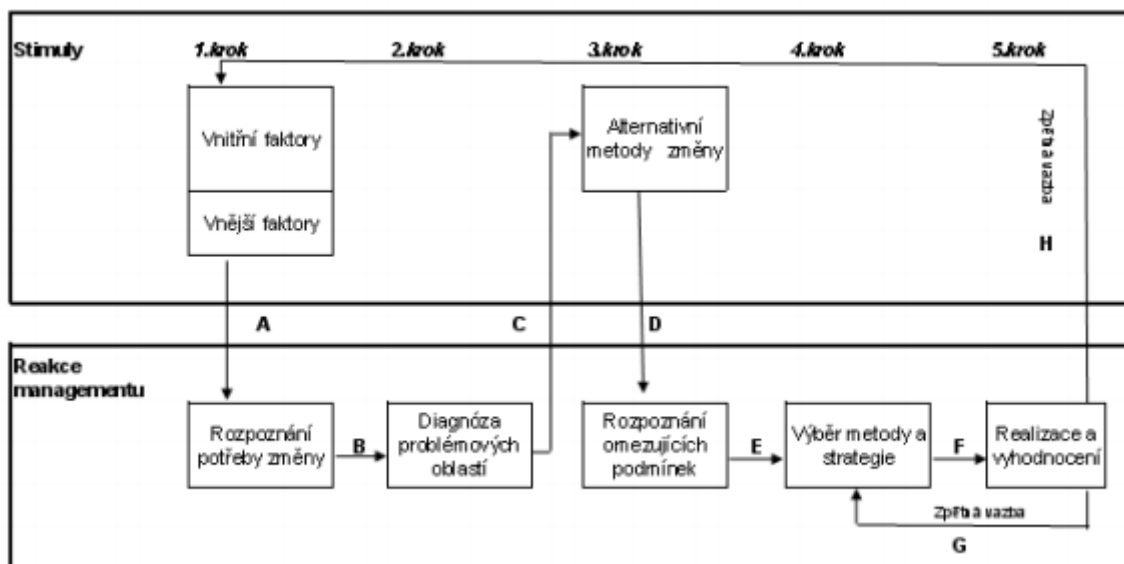 Stimuly
1.krok
2.krok
3.krok
4.krok
5.krok
Vnitřní faktory
Vnější faktory
Alternativní
metody změny
Zpětná vazba
H
A
C
D
Reakce
managementu
Rozpoznání
potřeby změny
B
Diagnóza
problémových
oblastí
Rozpoznání
omezujících
podmínek
E
Výběr metody a
strategie
F
Realizace a
vyhodnocení
Zpětná vazba
G